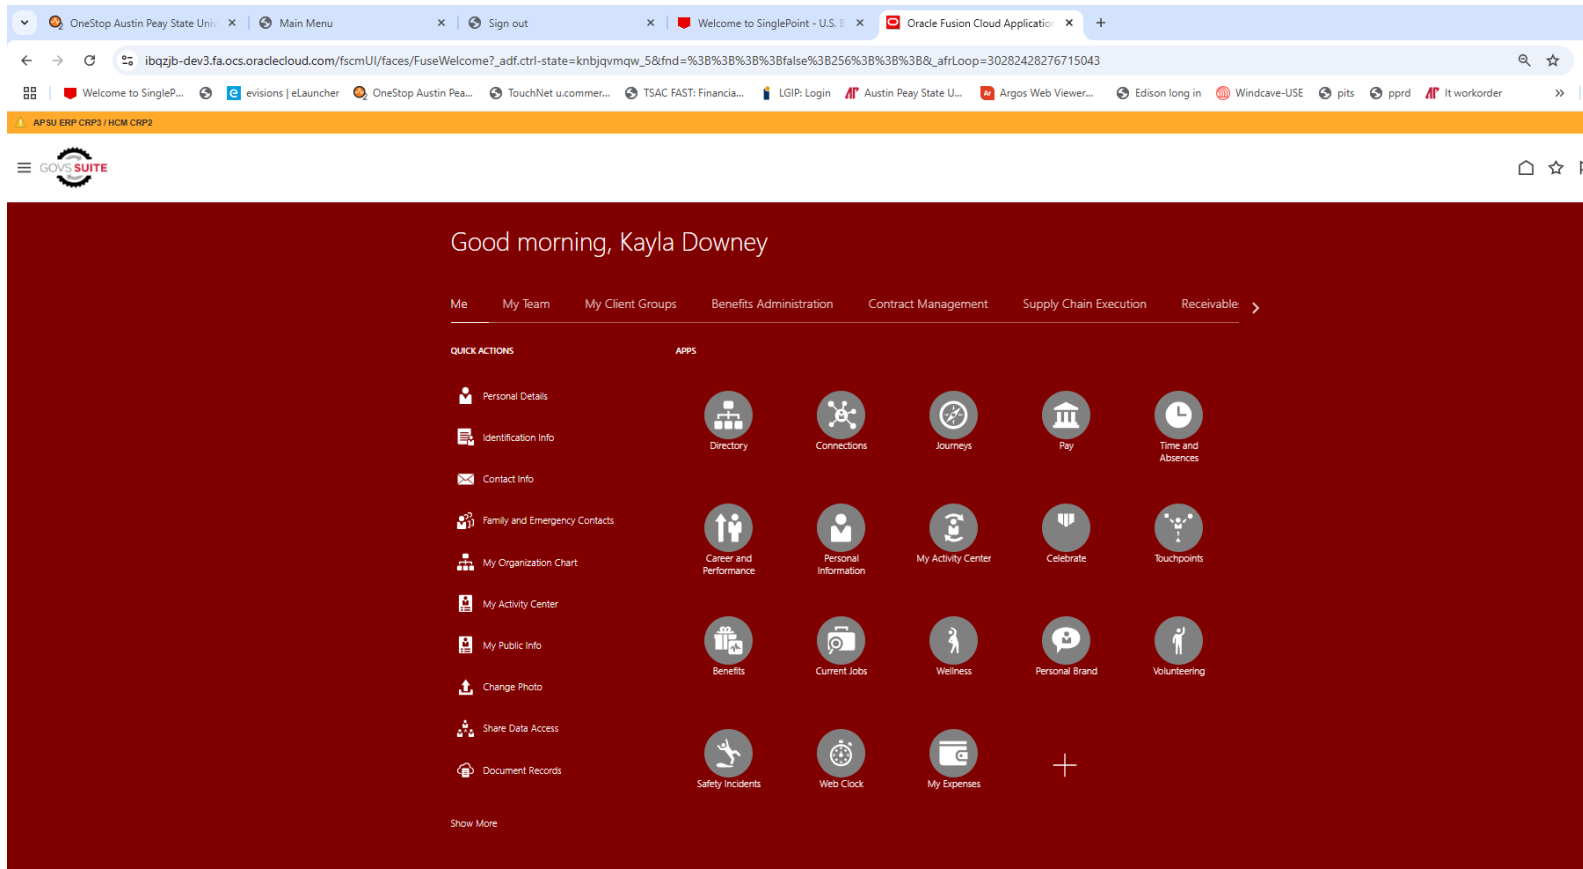 OneStop Austin Peay State Univ
Main Menu
Sign out
Welcome to SinglePoint - U.S. B
Oracle Fusion Cloud Application
ibqzjb-dev3.fa.ocs.oraclecloud.com/fscmUI/faces/FuseWelcome?_adf.ctrl-state=knbjqvmqw_5&fnd=%3B%3B%3B%3Bfalse%3B256%3B%3B%3B&_afrLoop=30282428276715043
Welcome to SingleP...
evisions | eLauncher
OneStop Austin Pea...
TouchNet u.commer...
TSAC FAST: Financia...
LGIP: Login
Austin Peay State U...
Argos Web Viewer...
Edison long in
Windcave-USE
pits
pprd
It workorder
APSU ERP CRP3 / HCM CRP2
GOVS SUITE
Good morning, Kayla Downey
Me
My Team
My Client Groups
Benefits Administration
Contract Management
Supply Chain Execution
Receivable
QUICK ACTIONS
Personal Details
Identification Info
Contact Info
Family and Emergency Contacts
My Organization Chart
My Activity Center
My Public Info
Change Photo
Share Data Access
Document Records
Show More
APPS
Directory
Connections
Journeys
Pay
Time and
Absences
Career and
Performance
Personal
Information
My Activity Center
Celebrate
Touchpoints
Benefits
Current Jobs
Wellness
Personal Brand
Volunteering
Safety Incidents
Web Clock
My Expenses